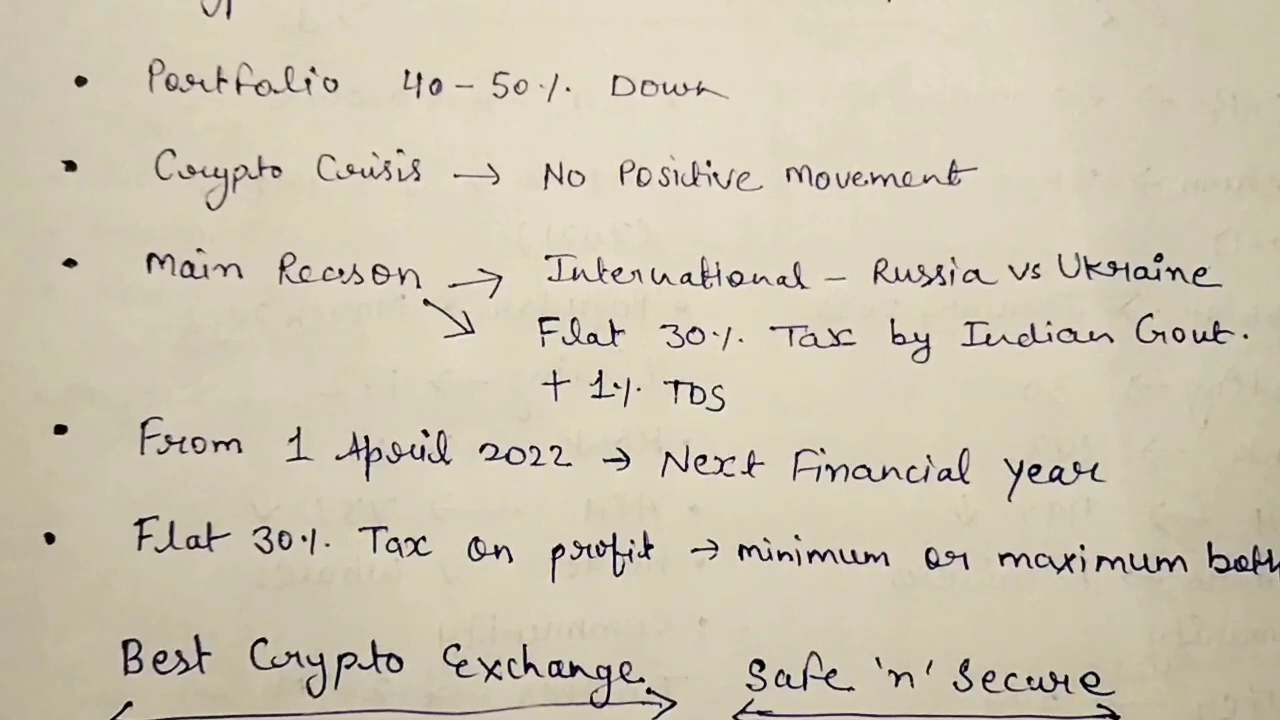 • Portfolio 40-50% Down
• Crypto Crisis → No Positive Movement
• Main Reason → International - Russia vs Ukraine
↘ Flat 30% Tax by Indian Govt.
+ 1% TDS
• From 1 April 2022 → Next Financial year
• Flat 30% Tax on profit → minimum or maximum both
Best Crypto Exchange Safe 'n' Secure